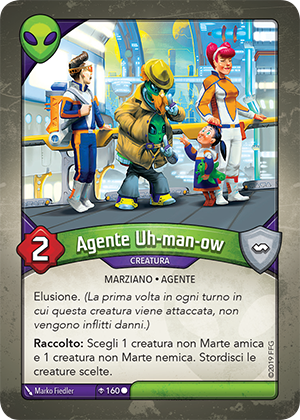 Agente Uh-man-ow
2
CREATURA
MARZIANO • AGENTE
Elusione. (La prima volta in ogni turno in
cui questa creatura viene attaccata, non
vengono inflitti danni.)
Raccolto: Scegli 1 creatura non Marte amica
e 1 creatura non Marte nemica. Stordisci le
creature scelte.
©2019 FFG
Marko Fiedler
160